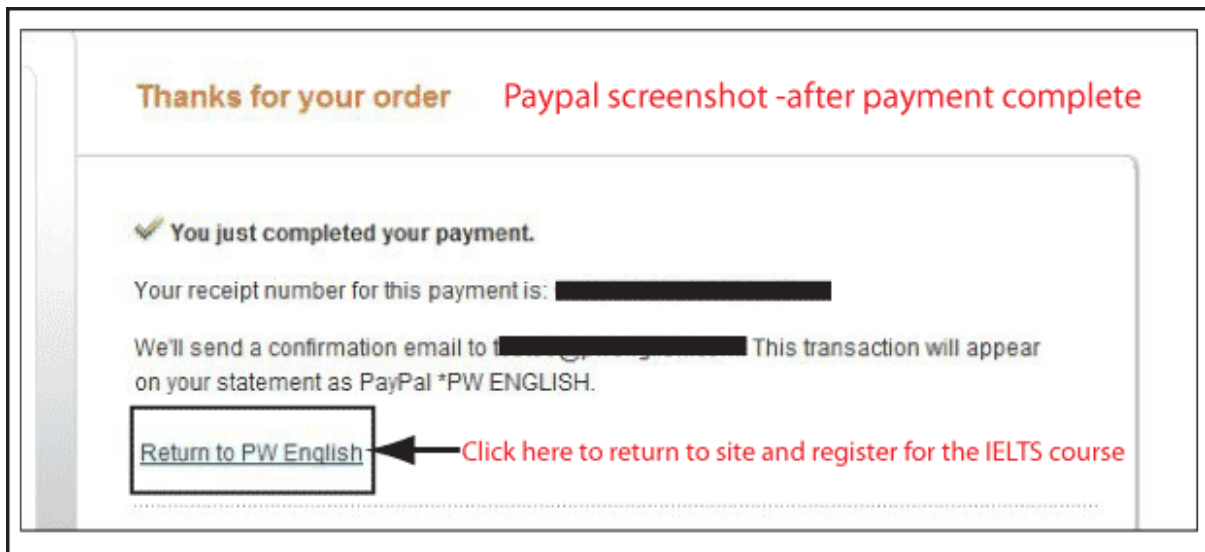 Thanks for your order Paypal screenshot -after payment complete
You just completed your payment.
Your receipt number for this payment is:
We'll send a confirmation email to This transaction will appear
on your statement as PayPal *PW ENGLISH.
Return to PW English Click here to return to site and register for the IELTS course